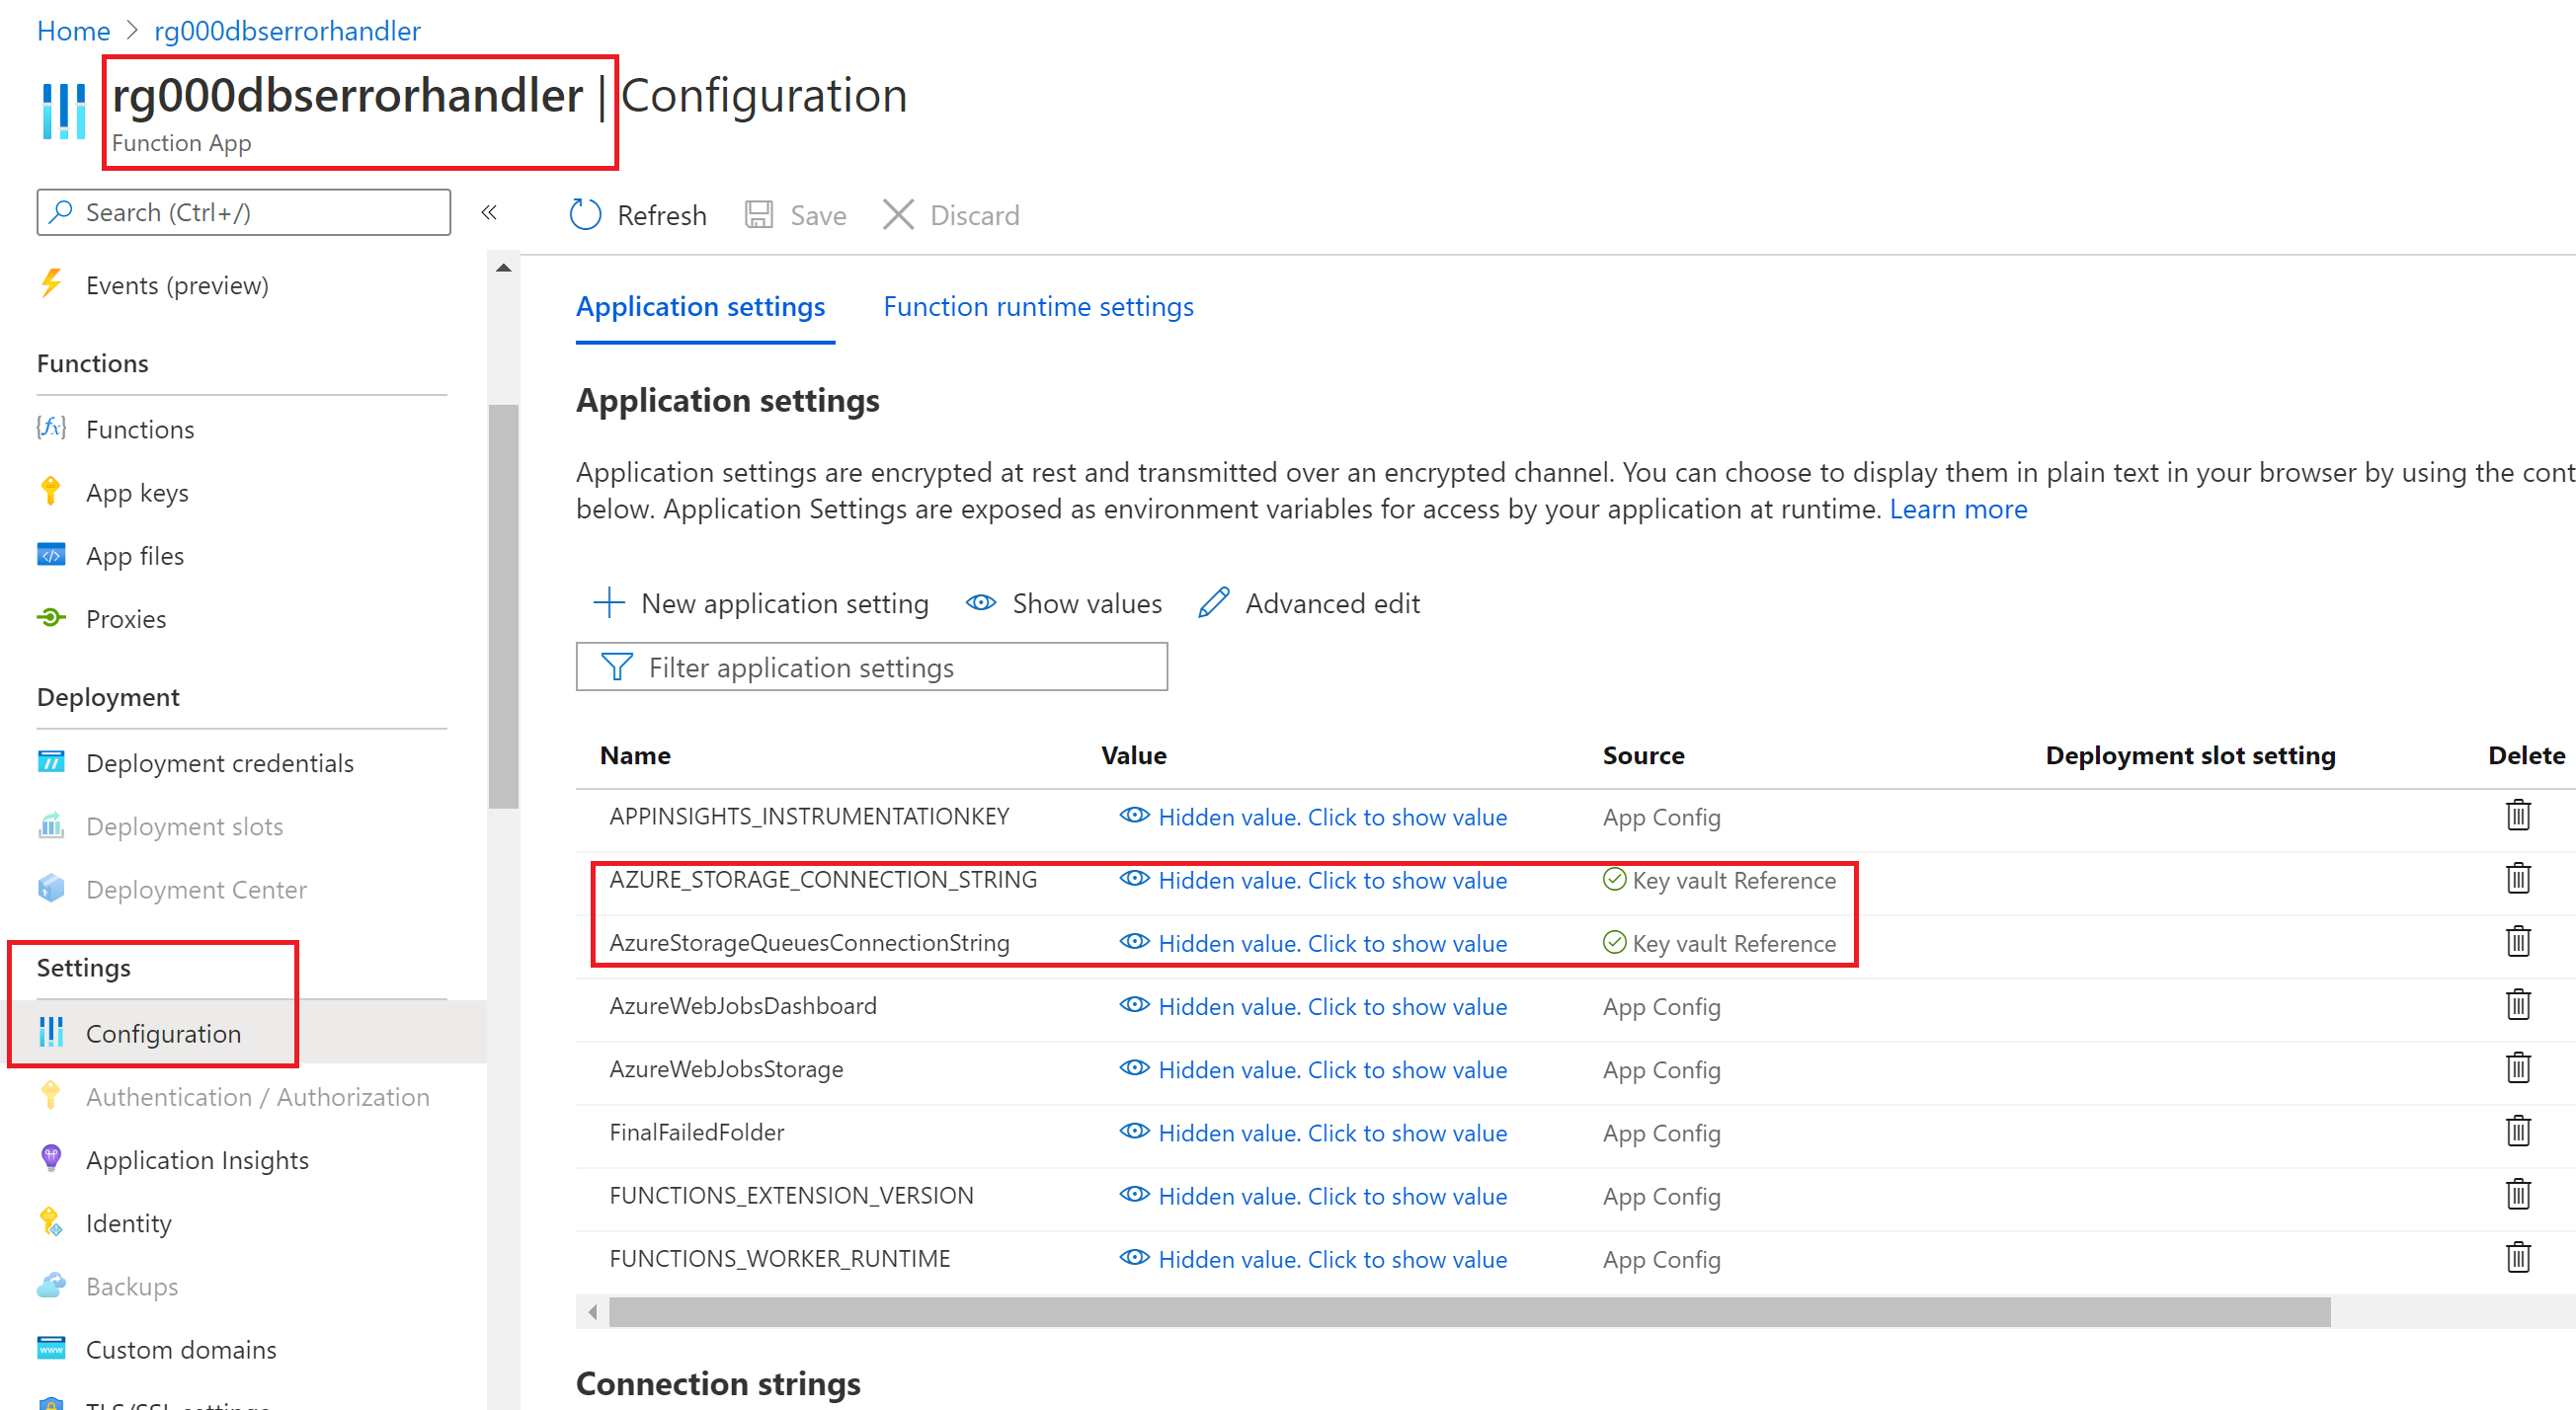 Home > rg000dbserrorhandler
rg000dbserrorhandler | Configuration
Function App
Search (Ctrl+/)
«
Refresh
Save
Discard
Events (preview)
Functions
Functions
App keys
App files
Proxies
Deployment
Deployment credentials
Deployment slots
Deployment Center
Settings
Configuration
Authentication / Authorization
Application Insights
Identity
Backups
Custom domains
TLS/SSL settings
Application settings Function runtime settings
Application settings
Application settings are encrypted at rest and transmitted over an encrypted channel. You can choose to display them in plain text in your browser by using the cont
below. Application Settings are exposed as environment variables for access by your application at runtime. Learn more
New application setting Show values Advanced edit
Filter application settings
Name Value Source Deployment slot setting Delete
APPINSIGHTS_INSTRUMENTATIONKEY Hidden value. Click to show value App Config
AZURE_STORAGE_CONNECTION_STRING Hidden value. Click to show value Key vault Reference
AzureStorageQueuesConnectionString Hidden value. Click to show value Key vault Reference
AzureWebJobsDashboard Hidden value. Click to show value App Config
AzureWebJobsStorage Hidden value. Click to show value App Config
FinalFailedFolder Hidden value. Click to show value App Config
FUNCTIONS_EXTENSION_VERSION Hidden value. Click to show value App Config
FUNCTIONS_WORKER_RUNTIME Hidden value. Click to show value App Config
Connection strings